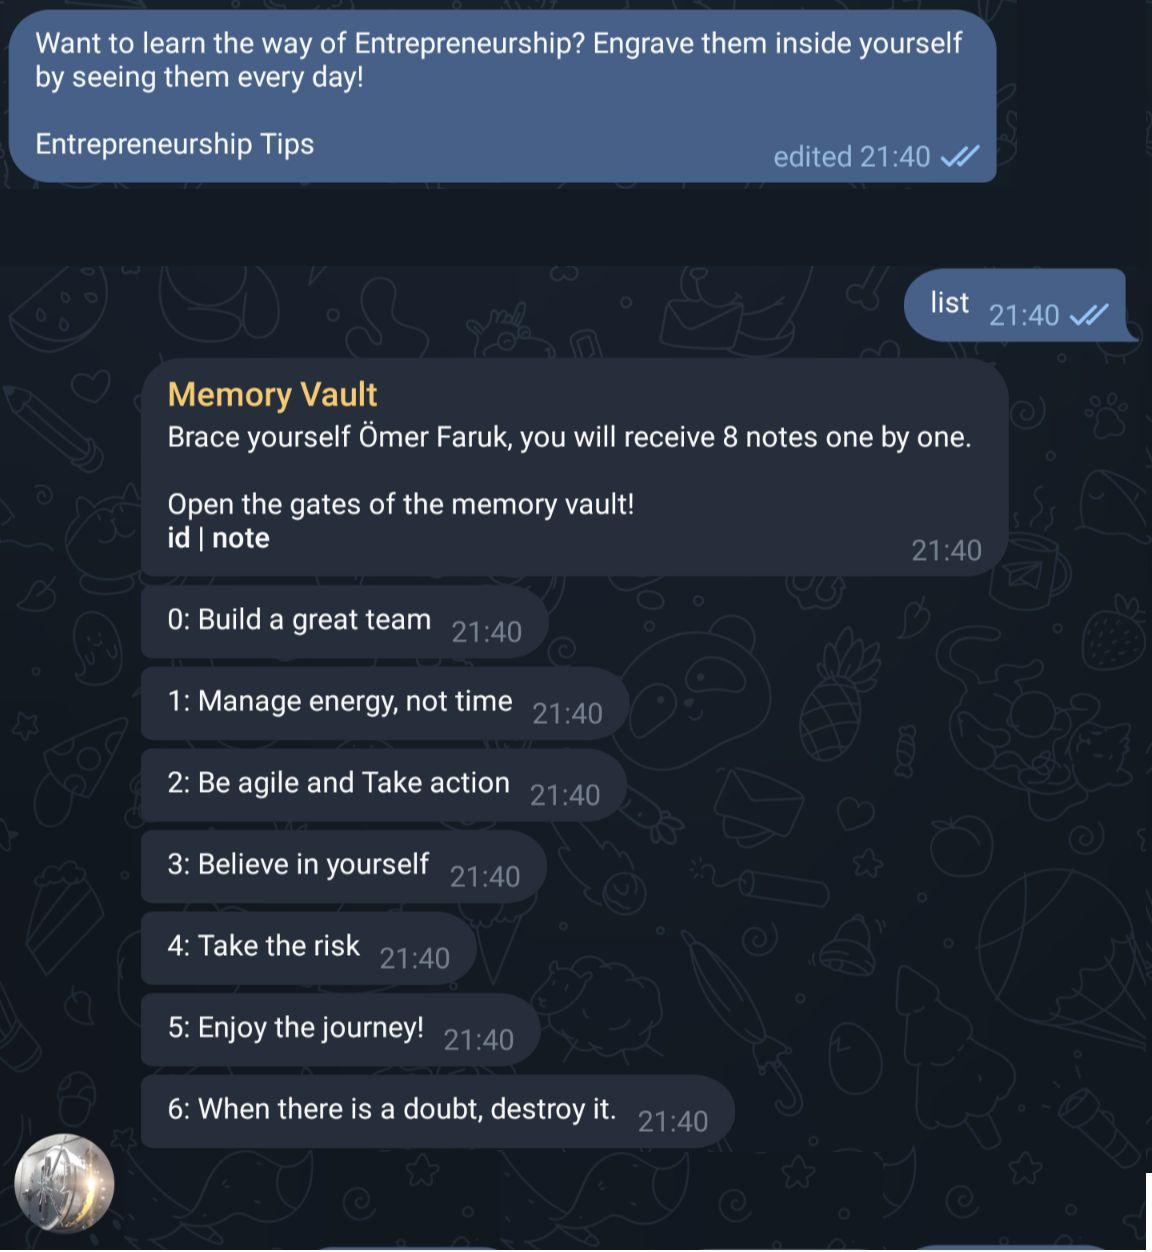 Want to learn the way of Entrepreneurship? Engrave them inside yourself
by seeing them every day!
Entrepreneurship Tips
edited 21:40
list 21:40
Memory Vault
Brace yourself Ömer Faruk, you will receive 8 notes one by one.
Open the gates of the memory vault!
id | note
21:40
0: Build a great team 21:40
1: Manage energy, not time 21:40
2: Be agile and Take action 21:40
3: Believe in yourself 21:40
4: Take the risk 21:40
5: Enjoy the journey! 21:40
6: When there is a doubt, destroy it. 21:40